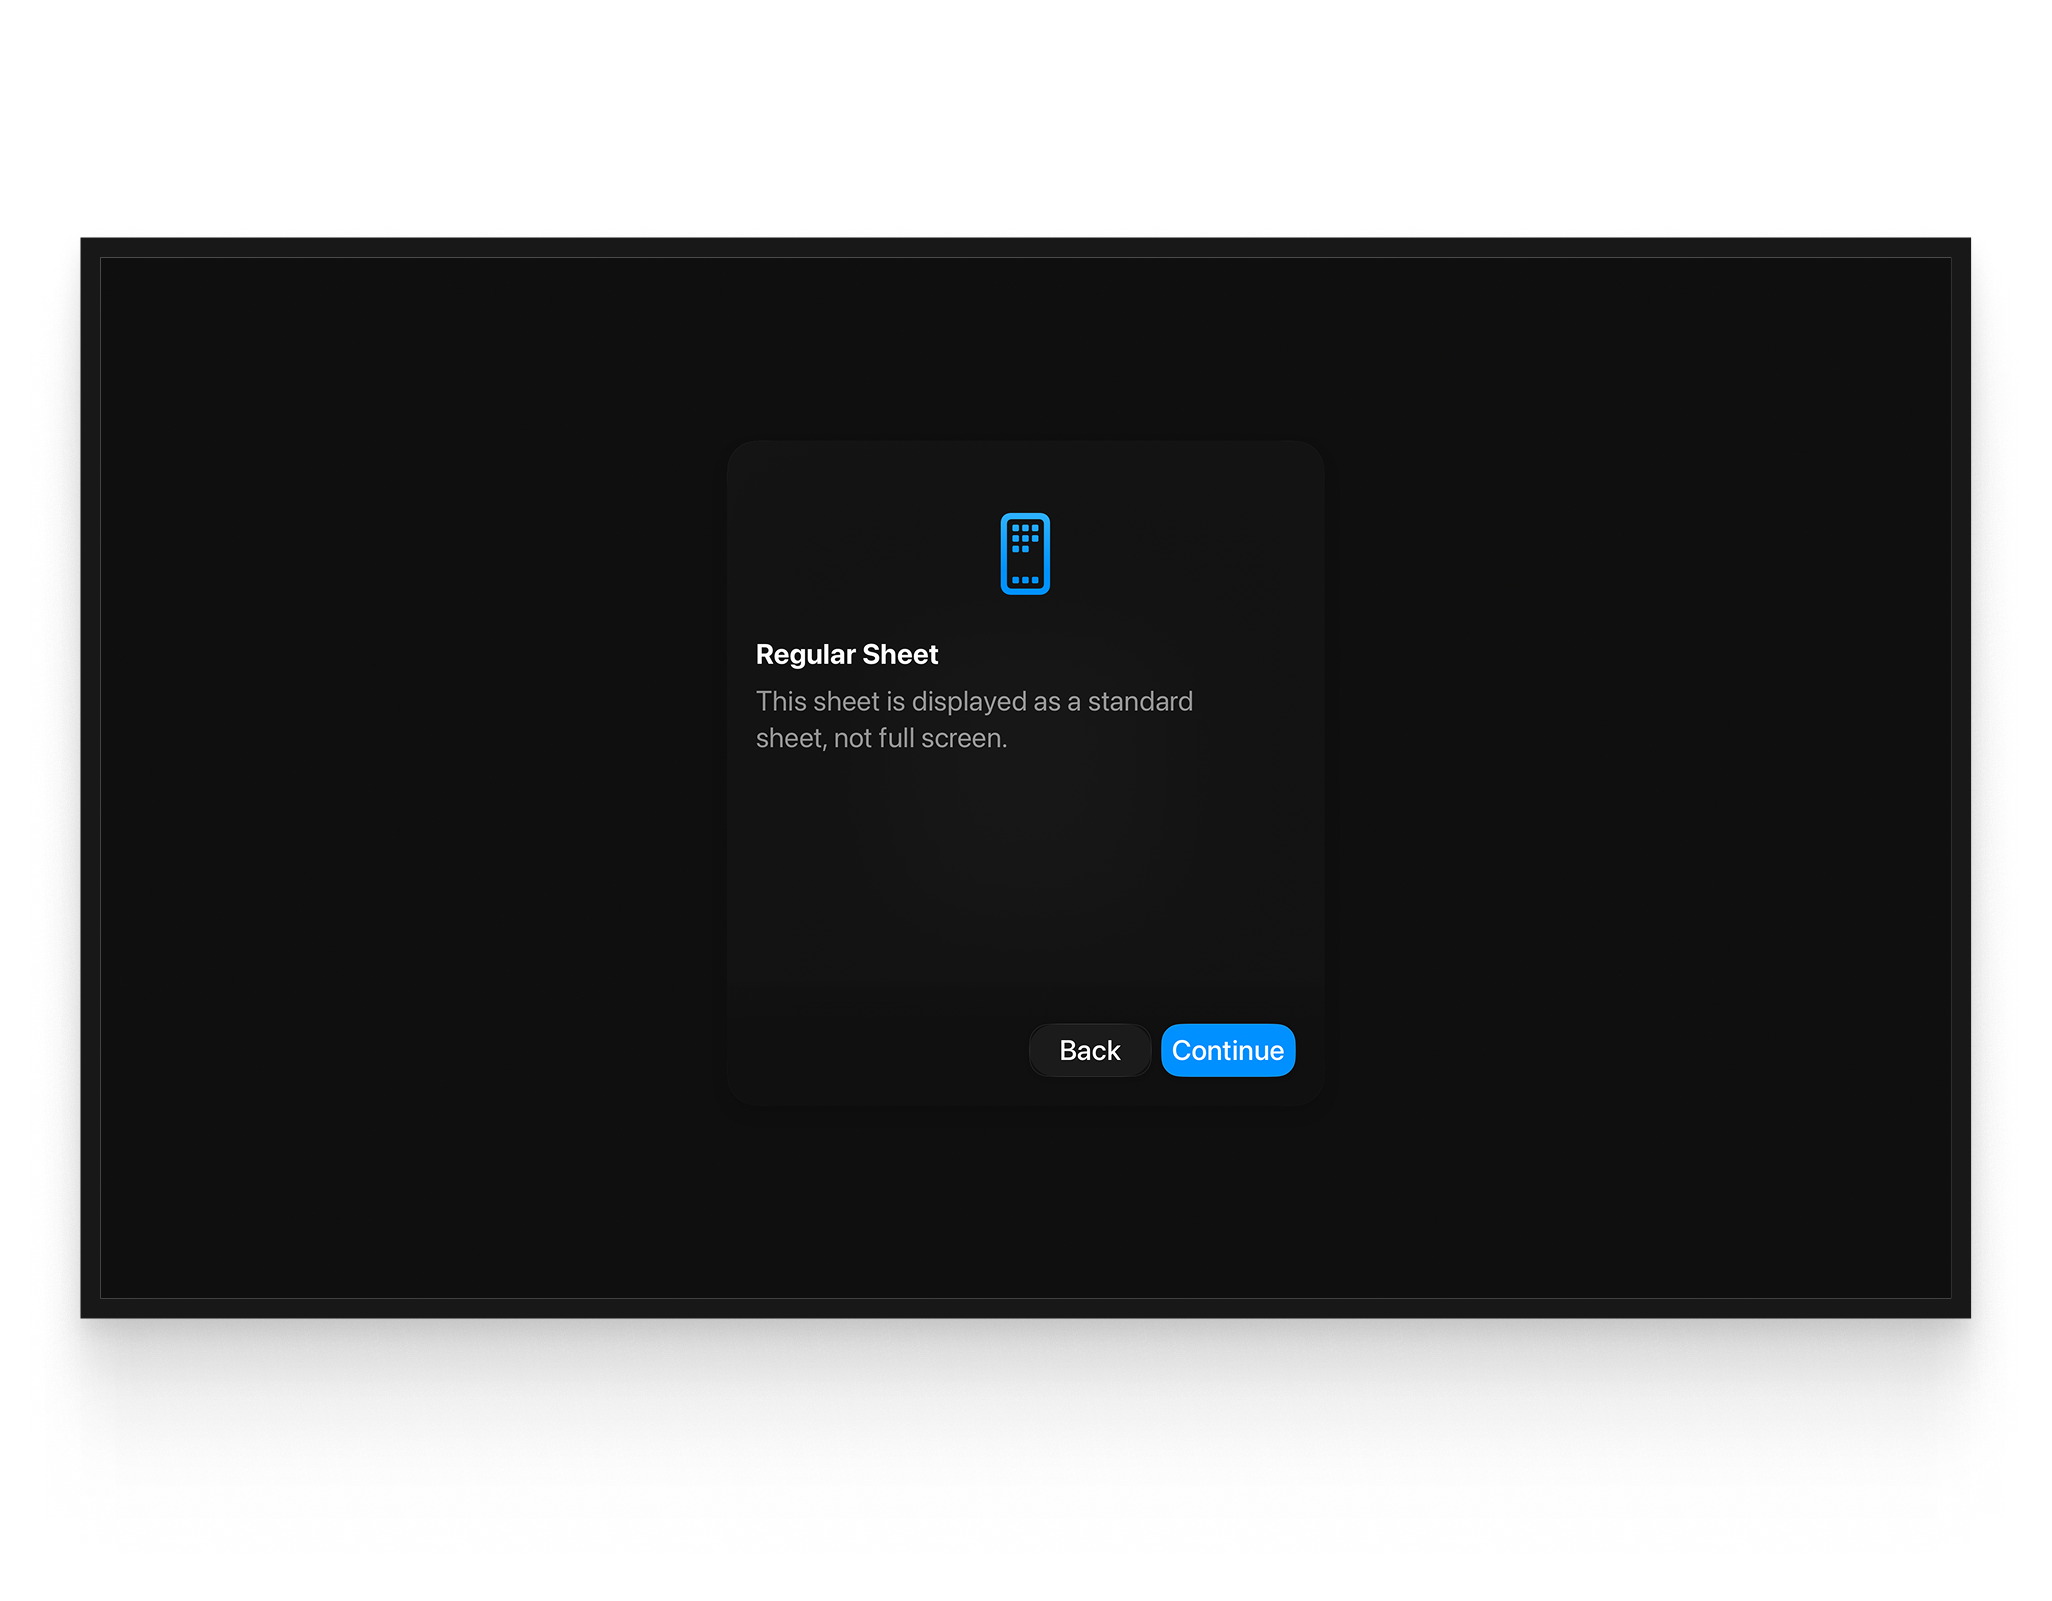 Regular Sheet
This sheet is displayed as a standard
sheet, not full screen.
Back
Continue